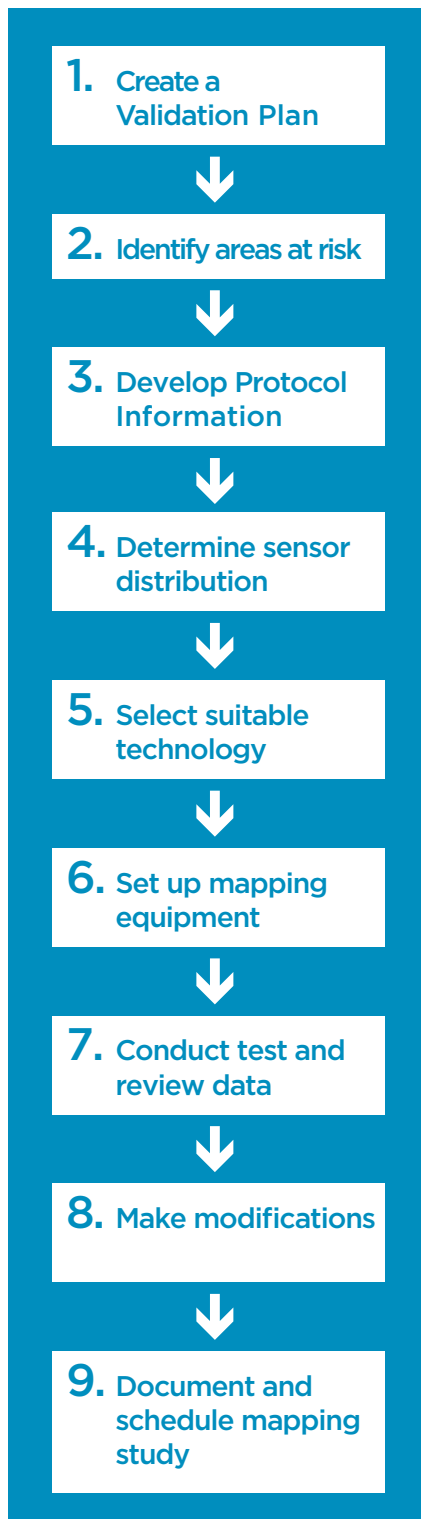 1. Create a
Validation Plan
2. Identify areas at risk
3. Develop Protocol
Information
4. Determine sensor
distribution
5. Select suitable
technology
6. Set up mapping
equipment
7. Conduct test and
review data
8. Make modifications
9. Document and
schedule mapping
study